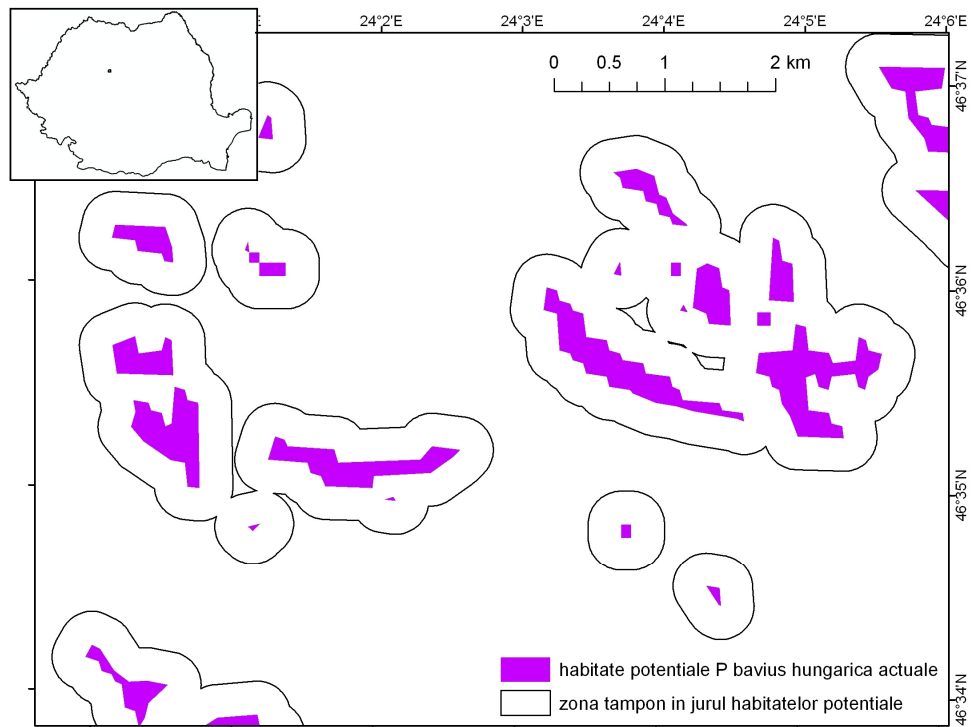 E 24°2'E 24°3'E 24°4'E 24°5'E 24°6'E
0 0.5 1 2 km
46°37'N
46°36'N
46°35'N
46°34'N
habitate potentiale P bavius hungarica actuale
zona tampon in jurul habitatelor potentiale